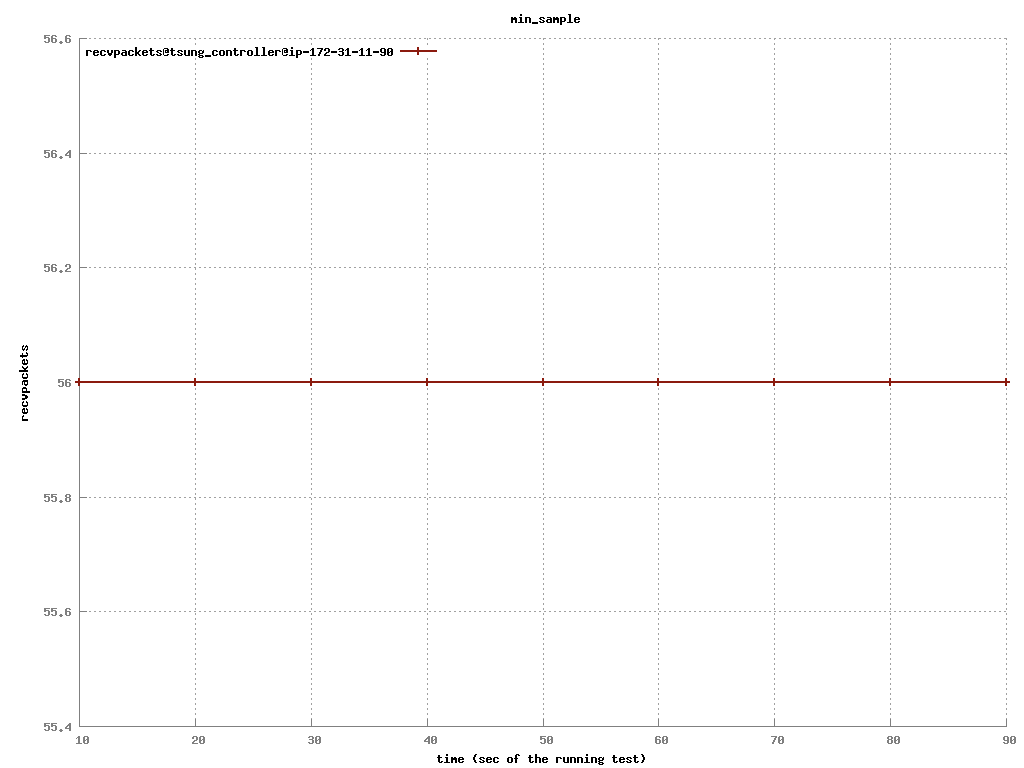 min_sample
recvpackets@tsung_controller@ip-172-31-11-90
56.6
56.4
56.2
56
55.8
55.6
55.4
recvpackets
10 20 30 40 50 60 70 80 90
time (sec of the running test)